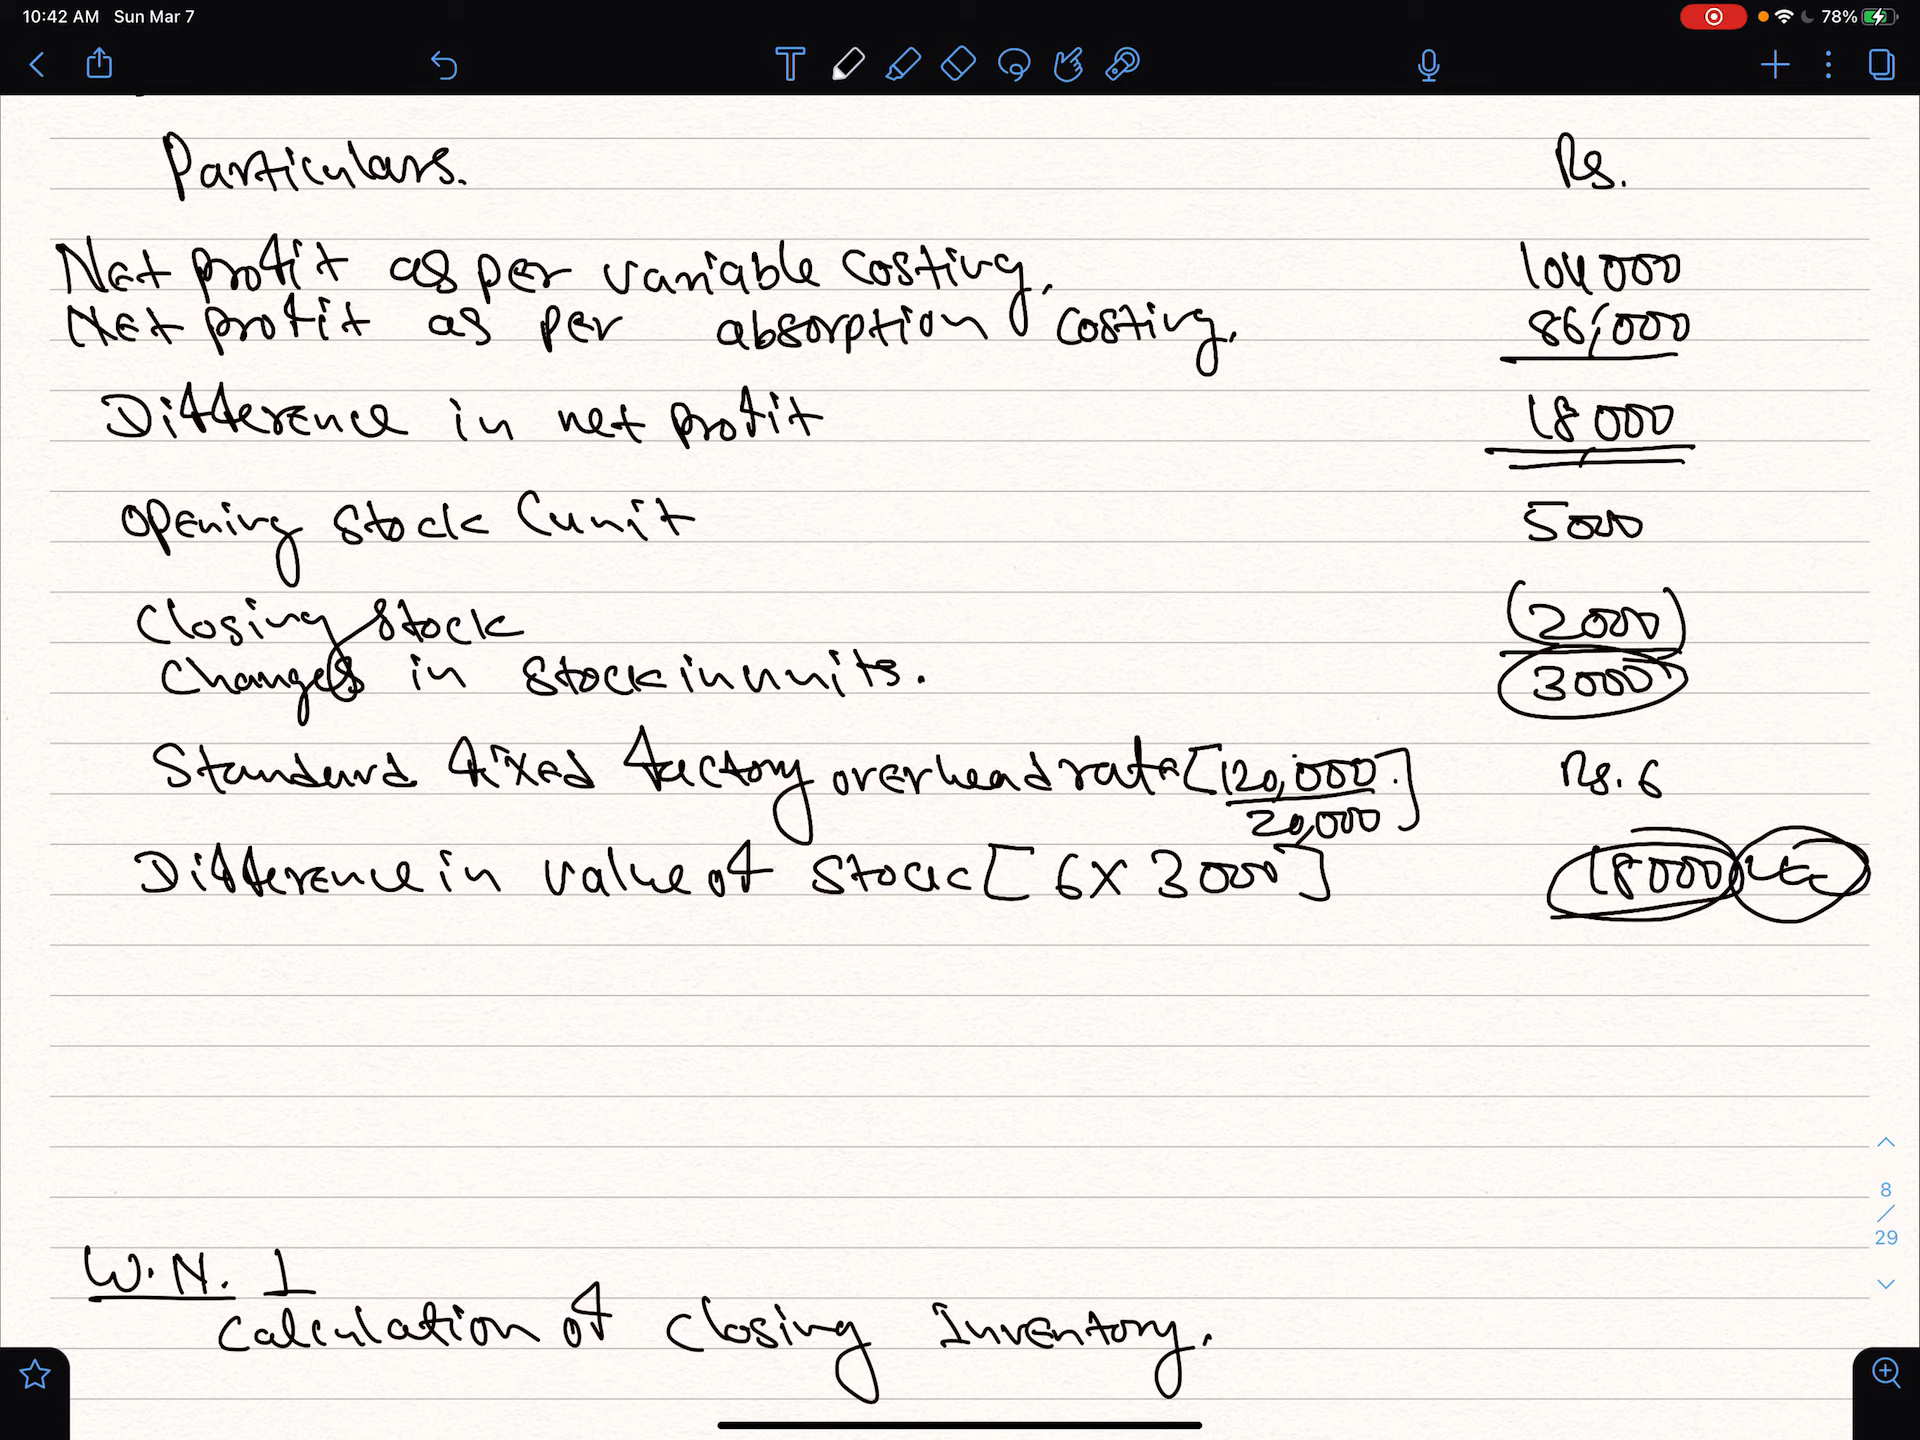 10:42 AM Sun Mar 7
78%
Particulars. Rs.
Net profit as per variable costing. 104000
Net profit as per absorption costing. 86,000
Difference in net profit 18000
Opening stock (unit 5000
Closing stock (2000)
Changes in stock in units. 3000
Standard fixed factory overhead rate [120,000 Rs. 6
20,000]
Difference in value of stock [6 X 3000] 18000
W.N. 1
Calculation of closing Inventory.
8
/
29